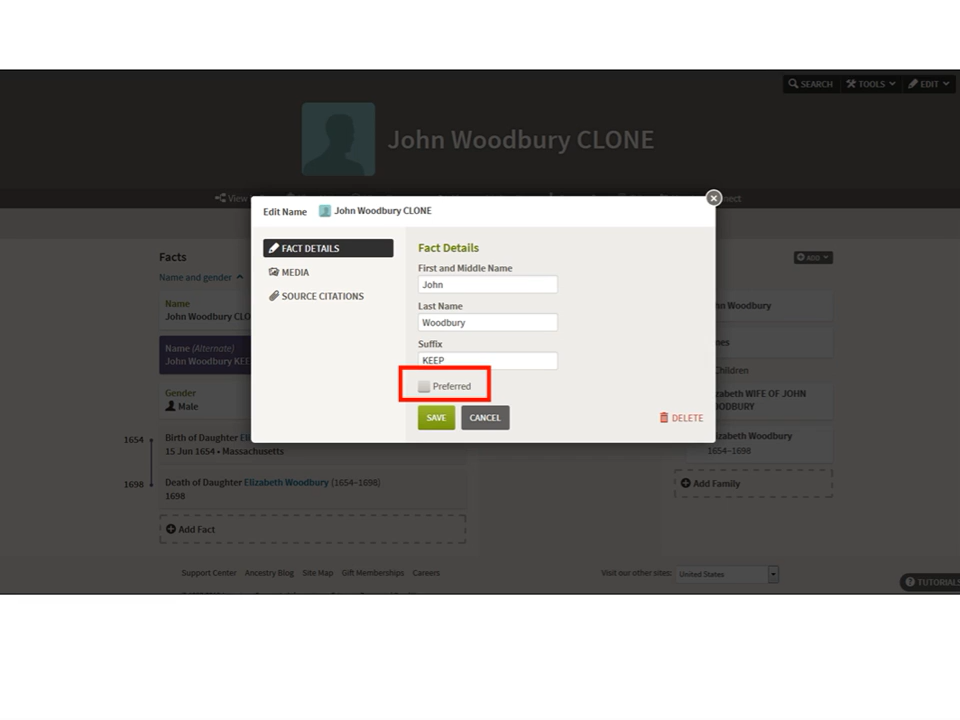 SEARCH TOOLS EDIT
John Woodbury CLONE
View
nect
Edit Name John Woodbury CLONE
FACT DETAILS
MEDIA
SOURCE CITATIONS
Fact Details
First and Middle Name
John
Last Name
Woodbury
Suffix
KEEP
Preferred
SAVE CANCEL
DELETE
Facts
ADD
Name and gender
Name
John Woodbury CLO
Name (Alternate)
John Woodbury KEE
Gender
Male
1654
Birth of Daughter El
15 Jun 1654 • Massachusetts
1698
Death of Daughter Elizabeth Woodbury (1654–1698)
1698
Add Fact
hn Woodbury
nes
Children
zabeth WIFE OF JOHN
ODBURY
izabeth Woodbury
1654–1698
Add Family
Support Center Ancestry Blog Site Map Gift Memberships Careers
Visit our other sites: United States
TUTORIALS